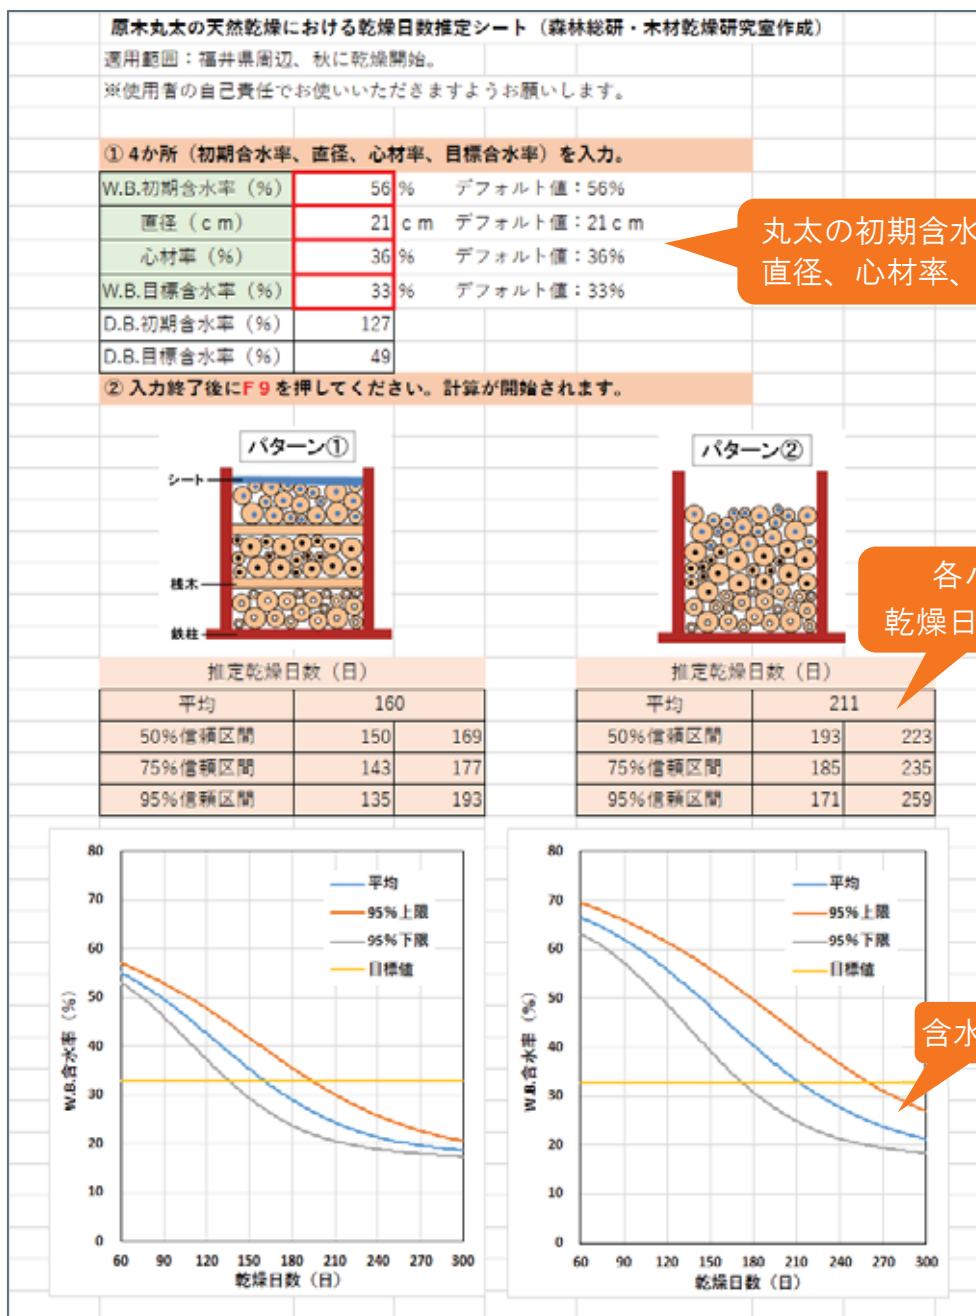 原木丸太の天然乾燥における乾燥日数推定シート（森林総研・木材乾燥研究室作成）
適用範囲：福井県周辺、秋に乾燥開始。
※使用者の自己責任でお使いいただきますようお願いします。
① 4か所（初期含水率、直径、心材率、目標含水率）を入力。
W.B.初期含水率（%） 56 % デフォルト値：56%
直径（ｃｍ） 21 ｃｍ デフォルト値：21ｃｍ
心材率（%） 36 % デフォルト値：36%
W.B.目標含水率（%） 33 % デフォルト値：33%
D.B.初期含水率（%） 127
D.B.目標含水率（%） 49
丸太の初期含水
直径、心材率、
② 入力終了後にF９を押してください。計算が開始されます。
パターン①
シート
桟木
鉄柱
パターン②
各パ
乾燥日
推定乾燥日数（日）
平均 160
50%信頼区間 150 169
75%信頼区間 143 177
95%信頼区間 135 193
推定乾燥日数（日）
平均 211
50%信頼区間 193 223
75%信頼区間 185 235
95%信頼区間 171 259
80
70
60
50
40
30
20
10
0
W.B.含水率（%）
平均
95%上限
95%下限
目標値
60 90 120 150 180 210 240 270 300
乾燥日数（日）
80
70
60
50
40
30
20
10
0
W.B.含水率（%）
平均
95%上限
95%下限
目標値
60 90 120 150 180 210 240 270 300
乾燥日数（日）
含水